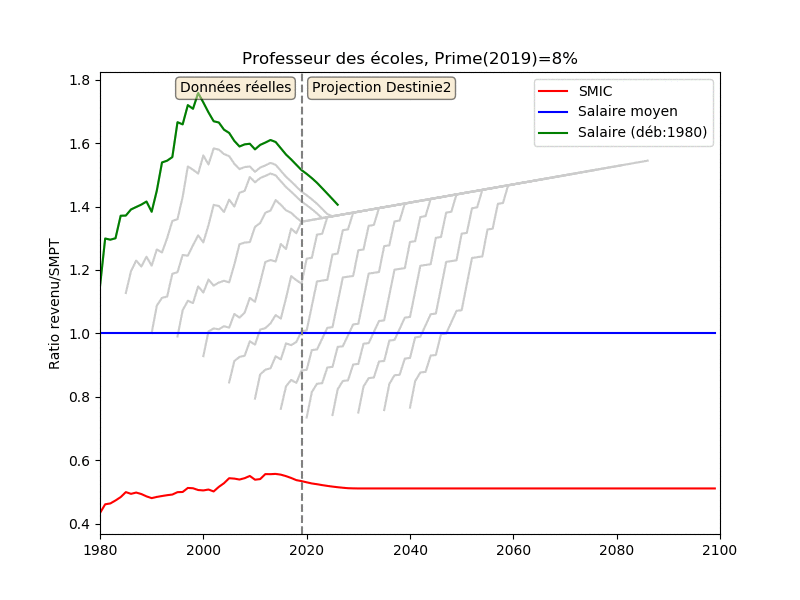 Professeur des écoles, Prime(2019)=8%
Données réelles
Projection Destinie2
SMIC
Salaire moyen
Salaire (déb:1980)
Ratio revenu/SMPT
1.8
1.6
1.4
1.2
1.0
0.8
0.6
0.4
1980
2000
2020
2040
2060
2080
2100